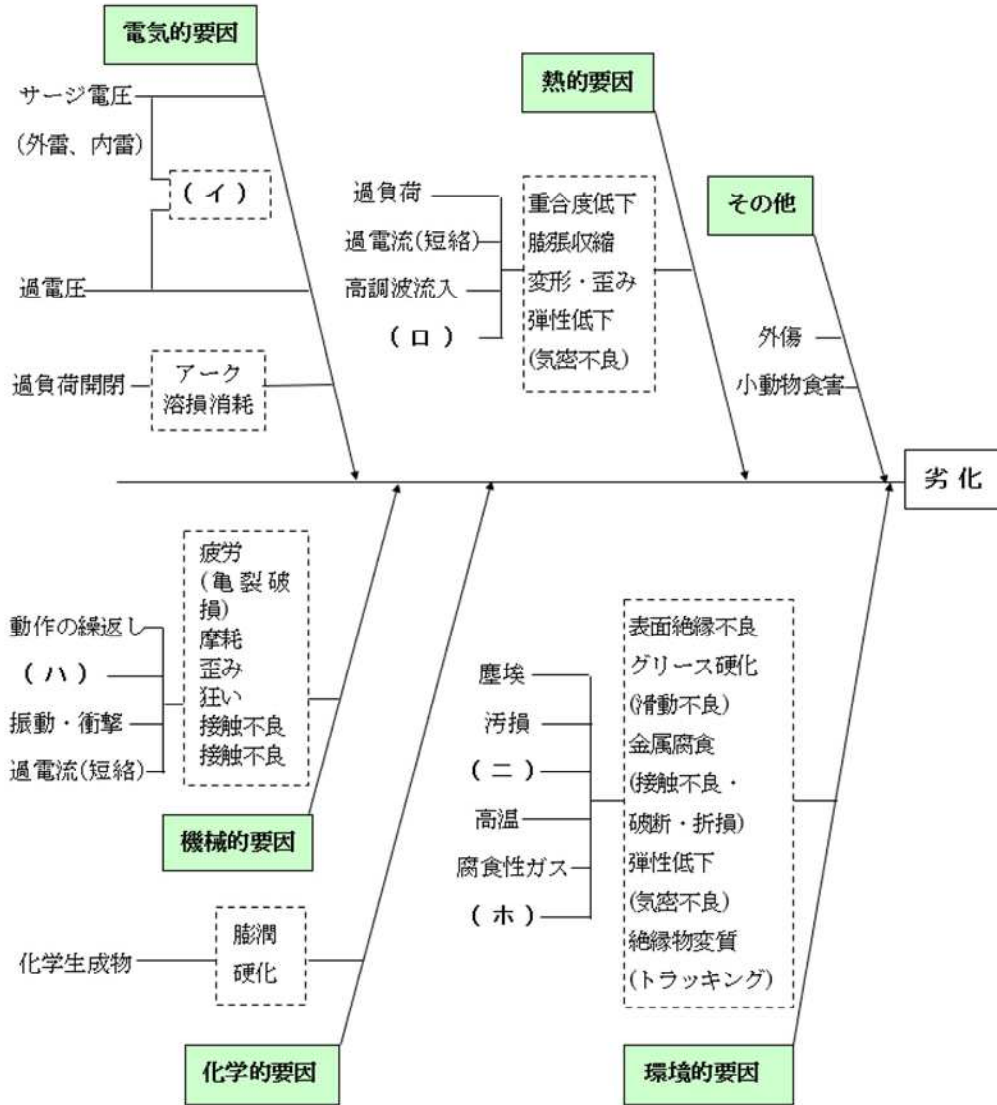 電気的要因
サージ電圧
(外雷、内雷)
( イ )
過電圧
過負荷開閉
アーク
溶損消耗
熱的要因
過負荷
過電流(短絡)
高調波流入
( ロ )
重合度低下
膨張収縮
変形・歪み
弾性低下
(気密不良)
その他
外傷
小動物食害
劣 化
動作の繰返し
( ハ )
振動・衝撃
過電流(短絡)
疲労
(亀裂破
損)
摩耗
歪み
狂い
接触不良
接触不良
機械的要因
化学生成物
膨潤
硬化
化学的要因
塵埃
汚損
( ニ )
高温
腐食性ガス
( ホ )
表面絶縁不良
グリース硬化
(滑動不良)
金属腐食
(接触不良・
破断・折損)
弾性低下
(気密不良)
絶縁物変質
(トラッキング)
環境的要因